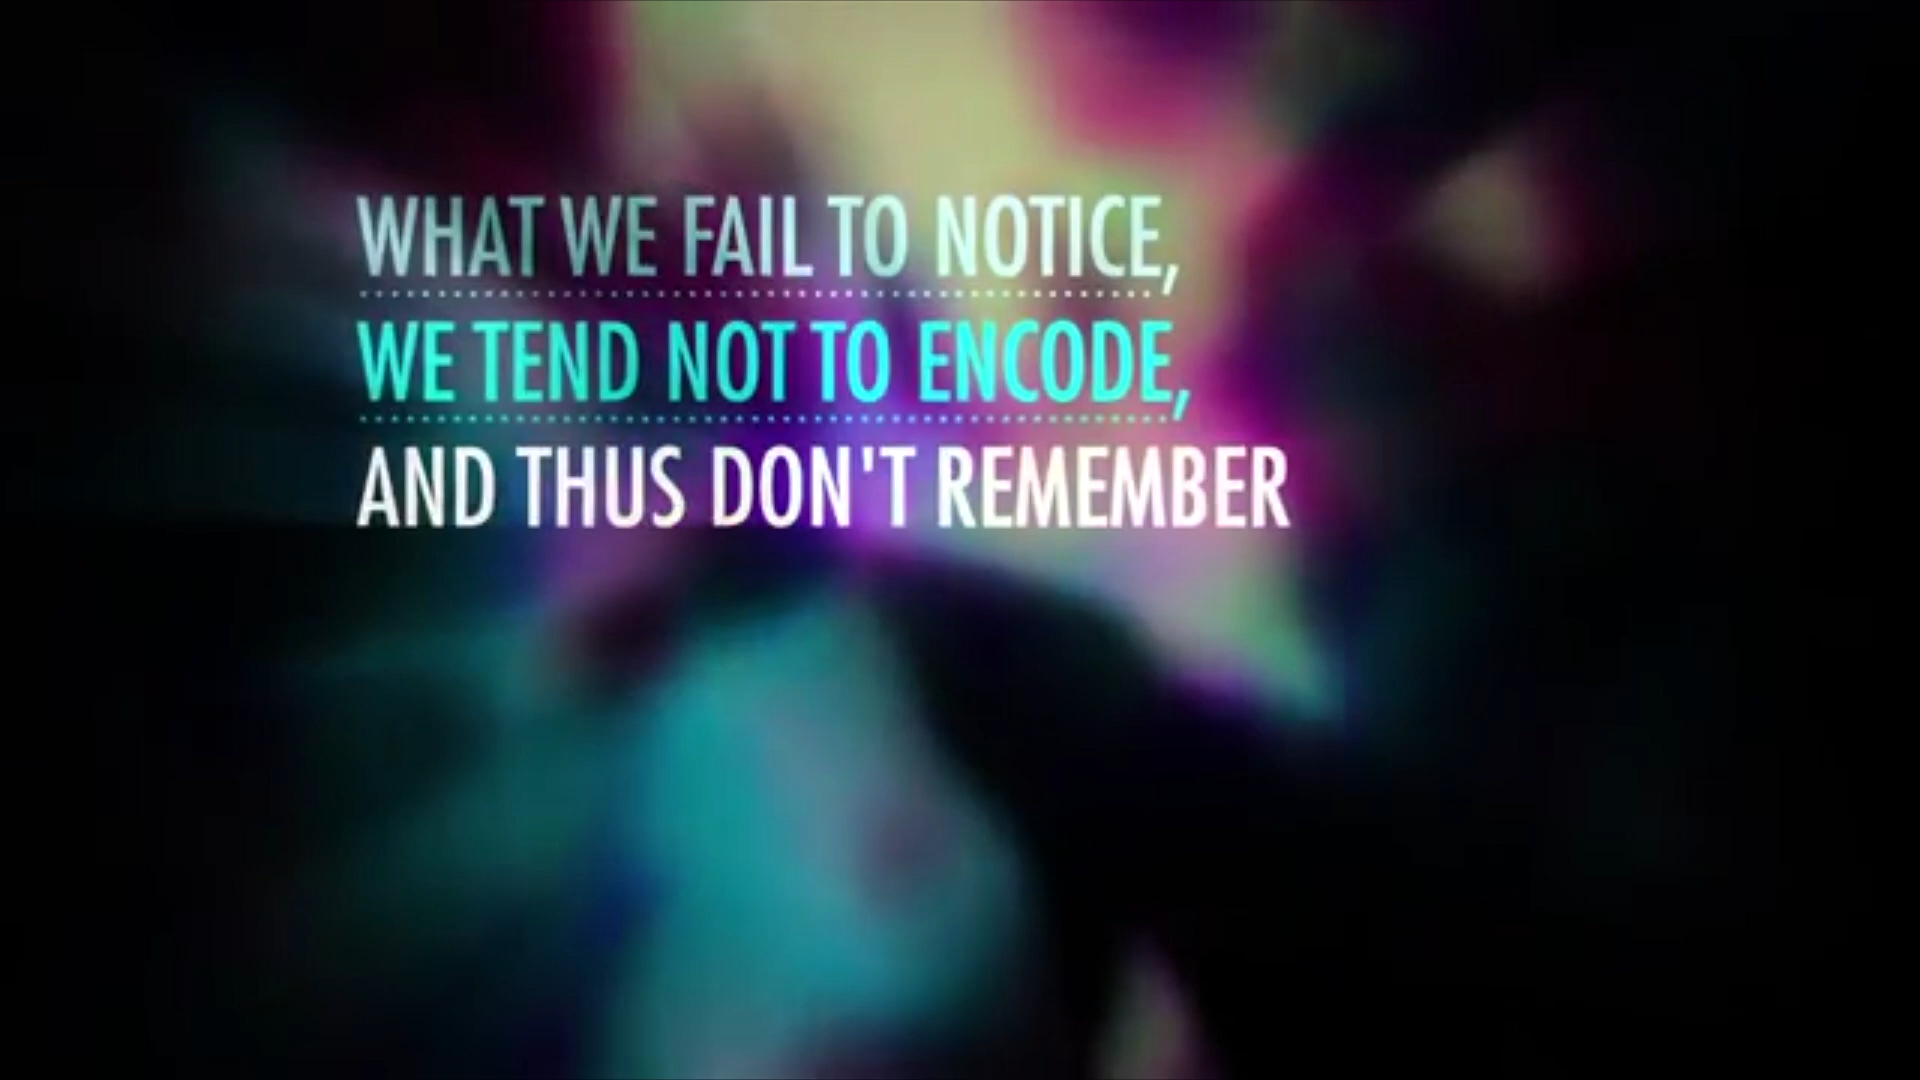 WHAT WE FAIL TO NOTICE,
WE TEND NOT TO ENCODE,
AND THUS DON'T REMEMBER